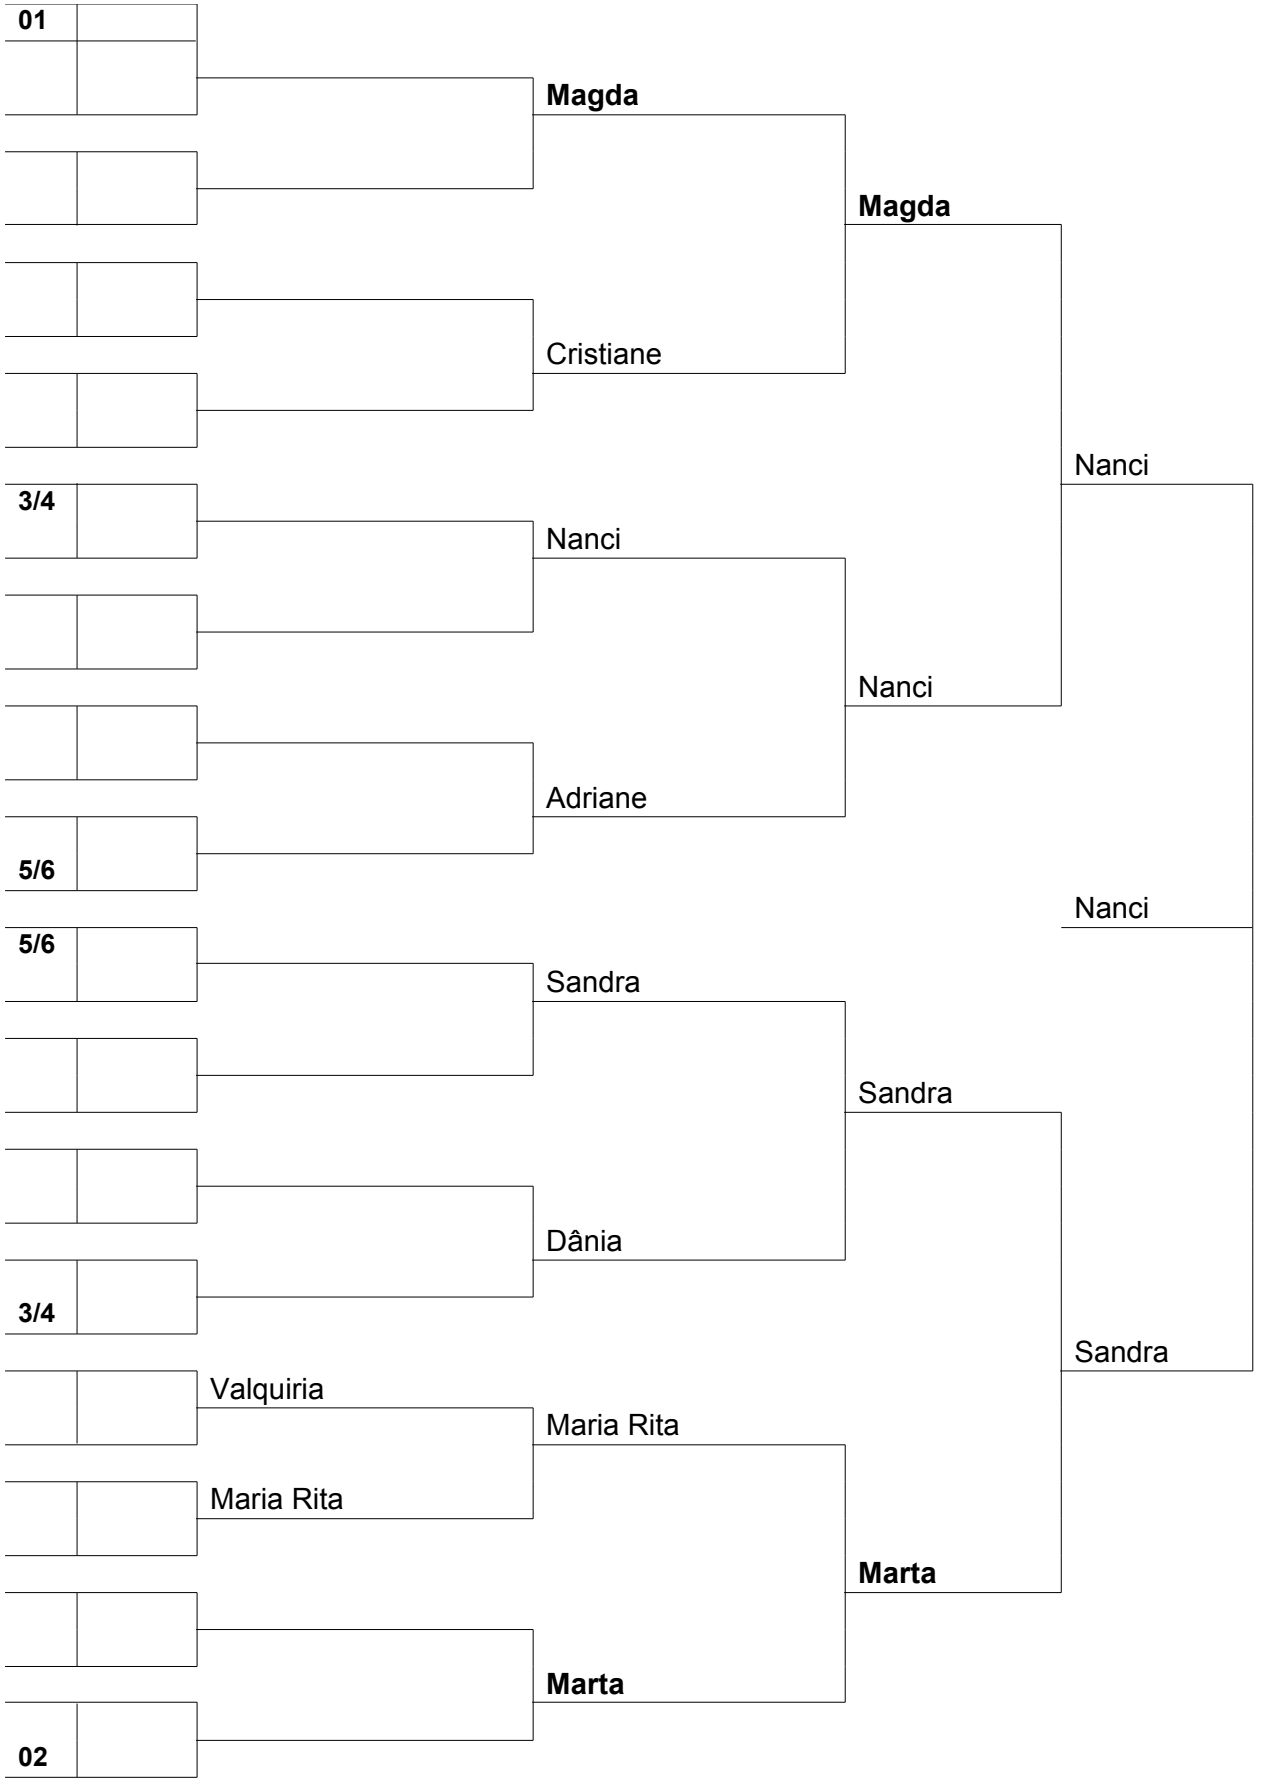 01
Magda
Magda
Cristiane
Nanci
3/4
Nanci
Nanci
Adriane
5/6
Nanci
5/6
Sandra
Sandra
Dânia
3/4
Sandra
Valquiria
Maria Rita
Maria Rita
Marta
Marta
02